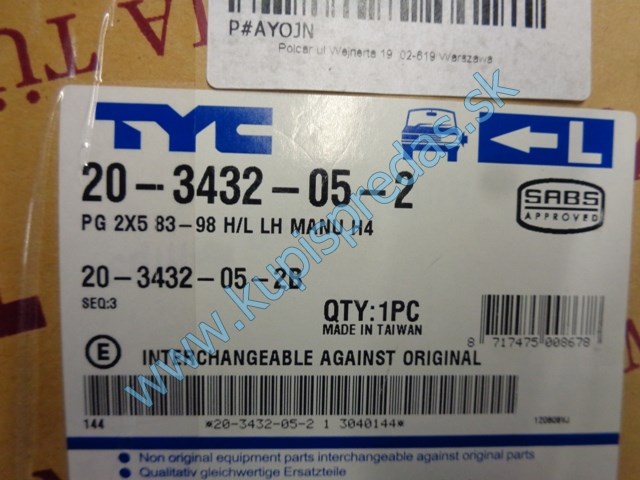 P#AYOJN
Polcar ul Wejnerta 19 02-619 Warszawa
TYC
L
20-3432-05-2
SABS
APPROVED
PG 2X5 83-98 H/L LH MANU H4
20-3432-05-2B
SEQ:3
QTY:1PC
MADE IN TAIWAN
8 717475 008678
E INTERCHANGEABLE AGAINST ORIGINAL
144 *20-3432-05-2 1 3040144*
Non original equipment parts interchangeable against original parts
Qualitativ gleichwertige Ersatzteile
www.kupispredas.sk